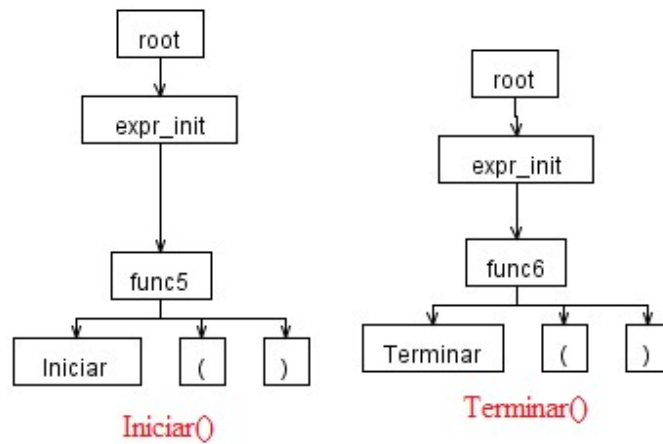 root
expr_init
func5
Iniciar ( )
Iniciar()
root
expr_init
func6
Terminar ( )
Terminar()